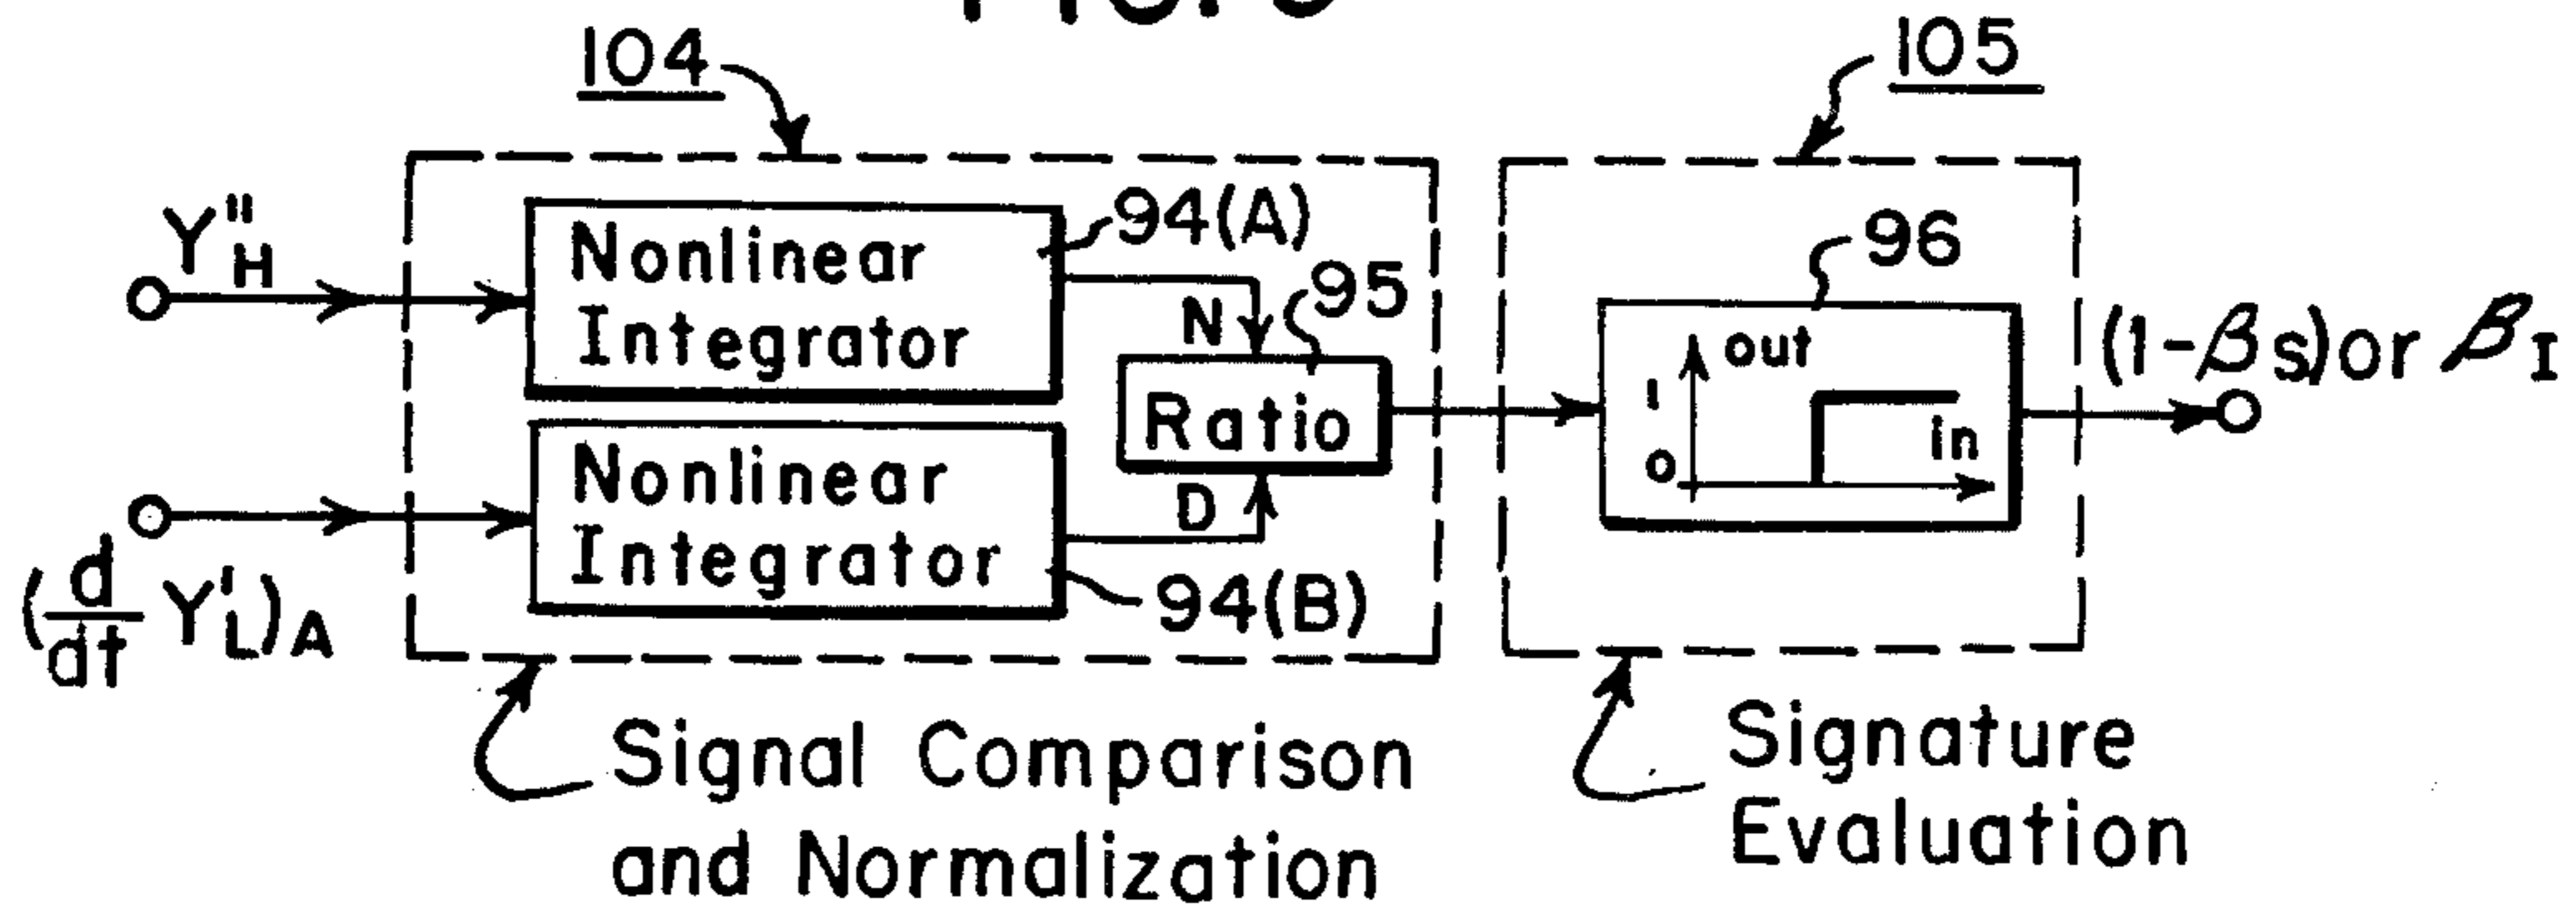 104
105
Y"H
Nonlinear
Integrator
94(A)
N
95
Ratio
D
(d/dt Y'L)A
Nonlinear
Integrator
94(B)
96
out
1
0
in
(1-βs) or βI
Signal Comparison
and Normalization
Signature
Evaluation